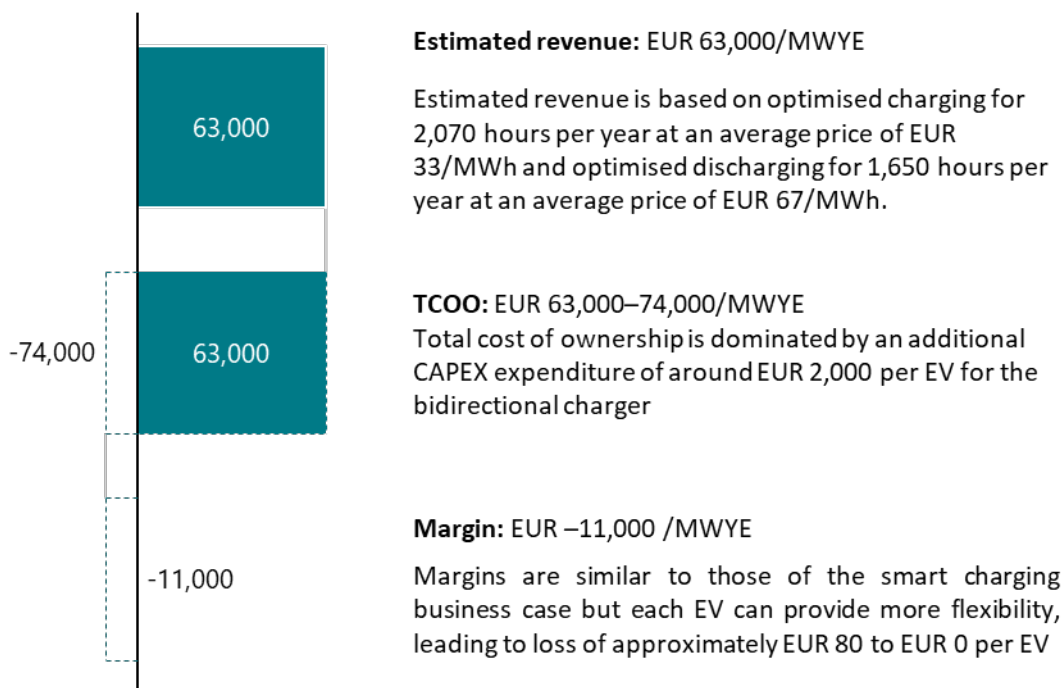 Estimated revenue: EUR 63,000/MWYE
63,000
Estimated revenue is based on optimised charging for
2,070 hours per year at an average price of EUR
33/MWh and optimised discharging for 1,650 hours per
year at an average price of EUR 67/MWh.
-74,000
63,000
TCOO: EUR 63,000–74,000/MWYE
Total cost of ownership is dominated by an additional
CAPEX expenditure of around EUR 2,000 per EV for the
bidirectional charger
-11,000
Margin: EUR –11,000 /MWYE
Margins are similar to those of the smart charging
business case but each EV can provide more flexibility,
leading to loss of approximately EUR 80 to EUR 0 per EV